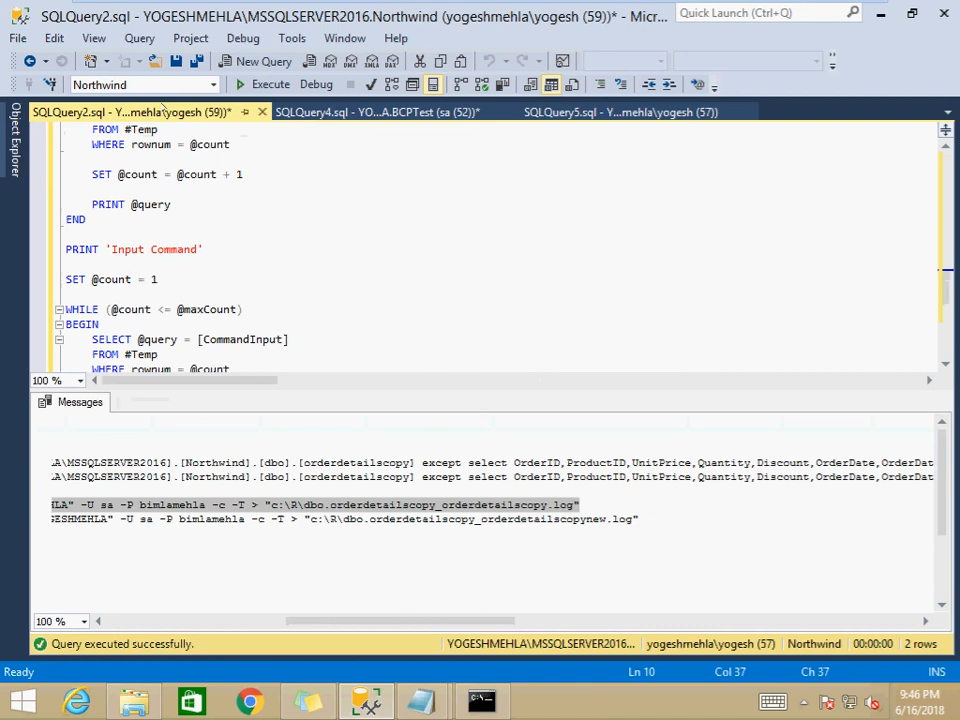 SQLQuery2.sql - YOGESHMEHLA\MSSQLSERVER2016.Northwind (yogeshmehla\yogesh (59))* - Micr...
Quick Launch (Ctrl+Q)
File Edit View Query Project Debug Tools Window Help
New Query
Northwind Execute Debug
Object Explorer
SQLQuery2.sql - Y...mehla\yogesh (59))* SQLQuery4.sql - YO...A.BCPTest (sa (52))* SQLQuery5.sql - Y...mehla\yogesh (57))
FROM #Temp
WHERE rownum = @count
SET @count = @count + 1
PRINT @query
END
PRINT 'Input Command'
SET @count = 1
WHILE (@count <= @maxCount)
BEGIN
SELECT @query = [CommandInput]
FROM #Temp
WHERE rownum = @count
100 %
Messages
.A\MSSQLSERVER2016].[Northwind].[dbo].[orderdetailscopy] except select OrderID,ProductID,UnitPrice,Quantity,Discount,OrderDate,OrderDat
.A\MSSQLSERVER2016].[Northwind].[dbo].[orderdetailscopy] except select OrderID,ProductID,UnitPrice,Quantity,Discount,OrderDate,OrderDat
HLA" -U sa -P bimlamehla -c -T > "c:\R\dbo.orderdetailscopy_orderdetailscopy.log"
GESHMEHLA" -U sa -P bimlamehla -c -T > "c:\R\dbo.orderdetailscopy_orderdetailscopynew.log"
100 %
Query executed successfully. YOGESHMEHLA\MSSQLSERVER2016... yogeshmehla\yogesh (57) Northwind 00:00:00 2 rows
Ready Ln 10 Col 37 Ch 37 INS
9:46 PM
6/16/2018